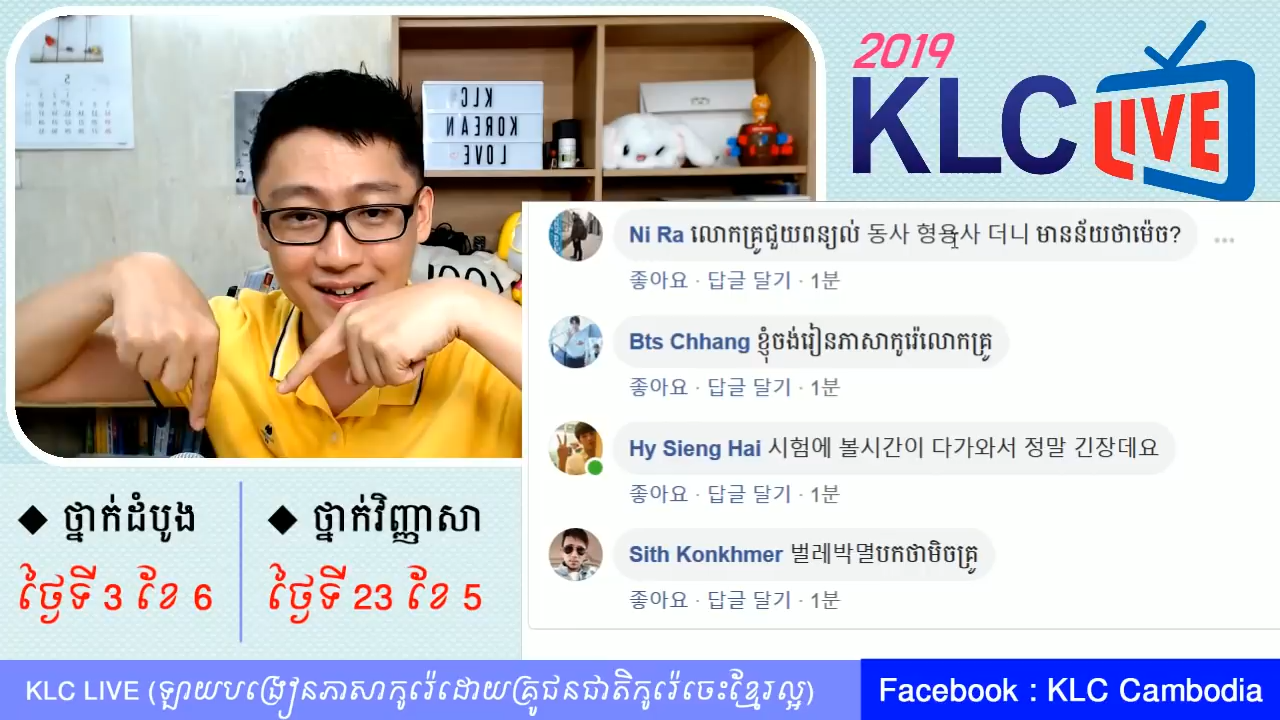 2019
KLC LIVE
KLC
KOREAN
LOVE
Ni Ra លោកគ្រូជួយពន្យល់ 동사 형용사 더니 មានន័យថាម៉េច?
좋아요 · 답글 달기 · 1분
Bts Chhang ខ្ញុំចង់រៀនភាសាកូរ៉េលោកគ្រូ
좋아요 · 답글 달기 · 1분
Hy Sieng Hai 시험에 볼시간이 다가와서 정말 긴장데요
좋아요 · 답글 달기 · 1분
Sith Konkhmer 벌레박멸បកថាមិចគ្រូ
좋아요 · 답글 달기 · 1분
◆ ថ្នាក់ដំបូង
ថ្ងៃទី 3 ខែ 6
◆ ថ្នាក់វិញ្ញាសា
ថ្ងៃទី 23 ខែ 5
KLC LIVE (ឡាយបង្រៀនភាសាកូរ៉េដោយគ្រូជនជាតិកូរ៉េចេះខ្មែរល្អ)
Facebook : KLC Cambodia